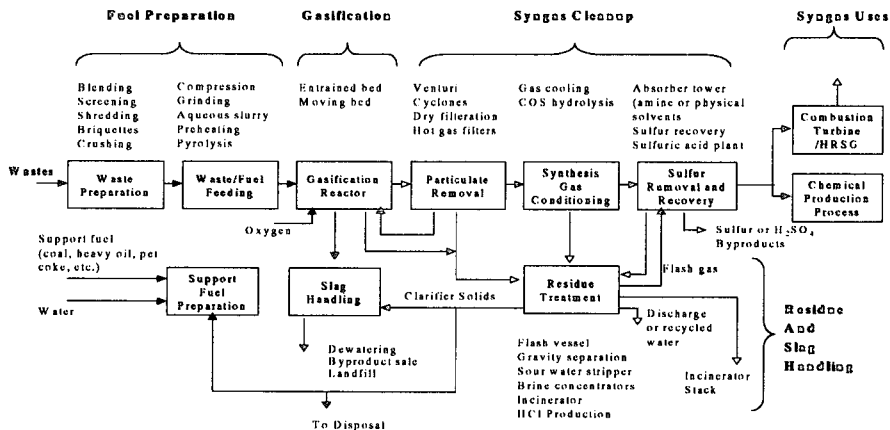 Fuel Preparation
Gasification
Syngas Cleanup
Syngas Uses
Blending
Screening
Shredding
Briquettes
Crushing
Compression
Grinding
Aqueous slurry
Preheating
Pyrolysis
Entrained bed
Moving bed
Venturi
Cyclones
Dry filteration
Hot gas filters
Gas cooling
COS hydrolysis
Absorber tower
(amine or physical
solvents
Sulfur recovery
Sulfuric acid plant
Combustion
Turbine
/HRSG
Wastes
Waste
Preparation
Waste/Fuel
Feeding
Gasification
Reactor
Particulate
Removal
Synthesis
Gas
Conditioning
Sulfur
Removal and
Recovery
Chemical
Production
Process
Oxygen
Sulfur or H₂SO₄
Byproducts
Support fuel
(coal, heavy oil, pet
coke, etc.)
Water
Support
Fuel
Preparation
Slag
Handling
Clarifier Solids
Residue
Treatment
Flash gas
Discharge
or recycled
water
Residue
And
Slag
Handling
Dewatering
Byproduct sale
Landfill
Flash vessel
Gravity separation
Sour water stripper
Brine concentrators
Incinerator
HCl Production
Incinerator
Stack
To Disposal